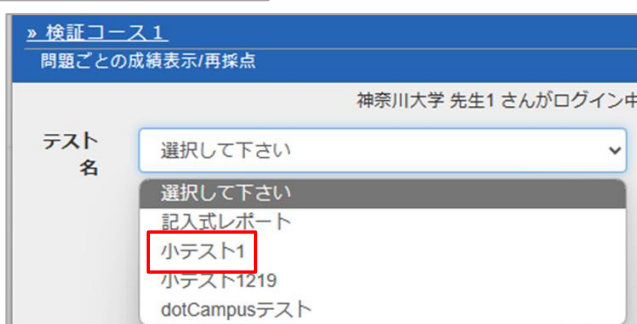 » 検証コース１
問題ごとの成績表示/再採点
神奈川大学 先生1 さんがログイン中
テスト名
選択して下さい
選択して下さい
記入式レポート
小テスト1
小テスト1219
dotCampusテスト